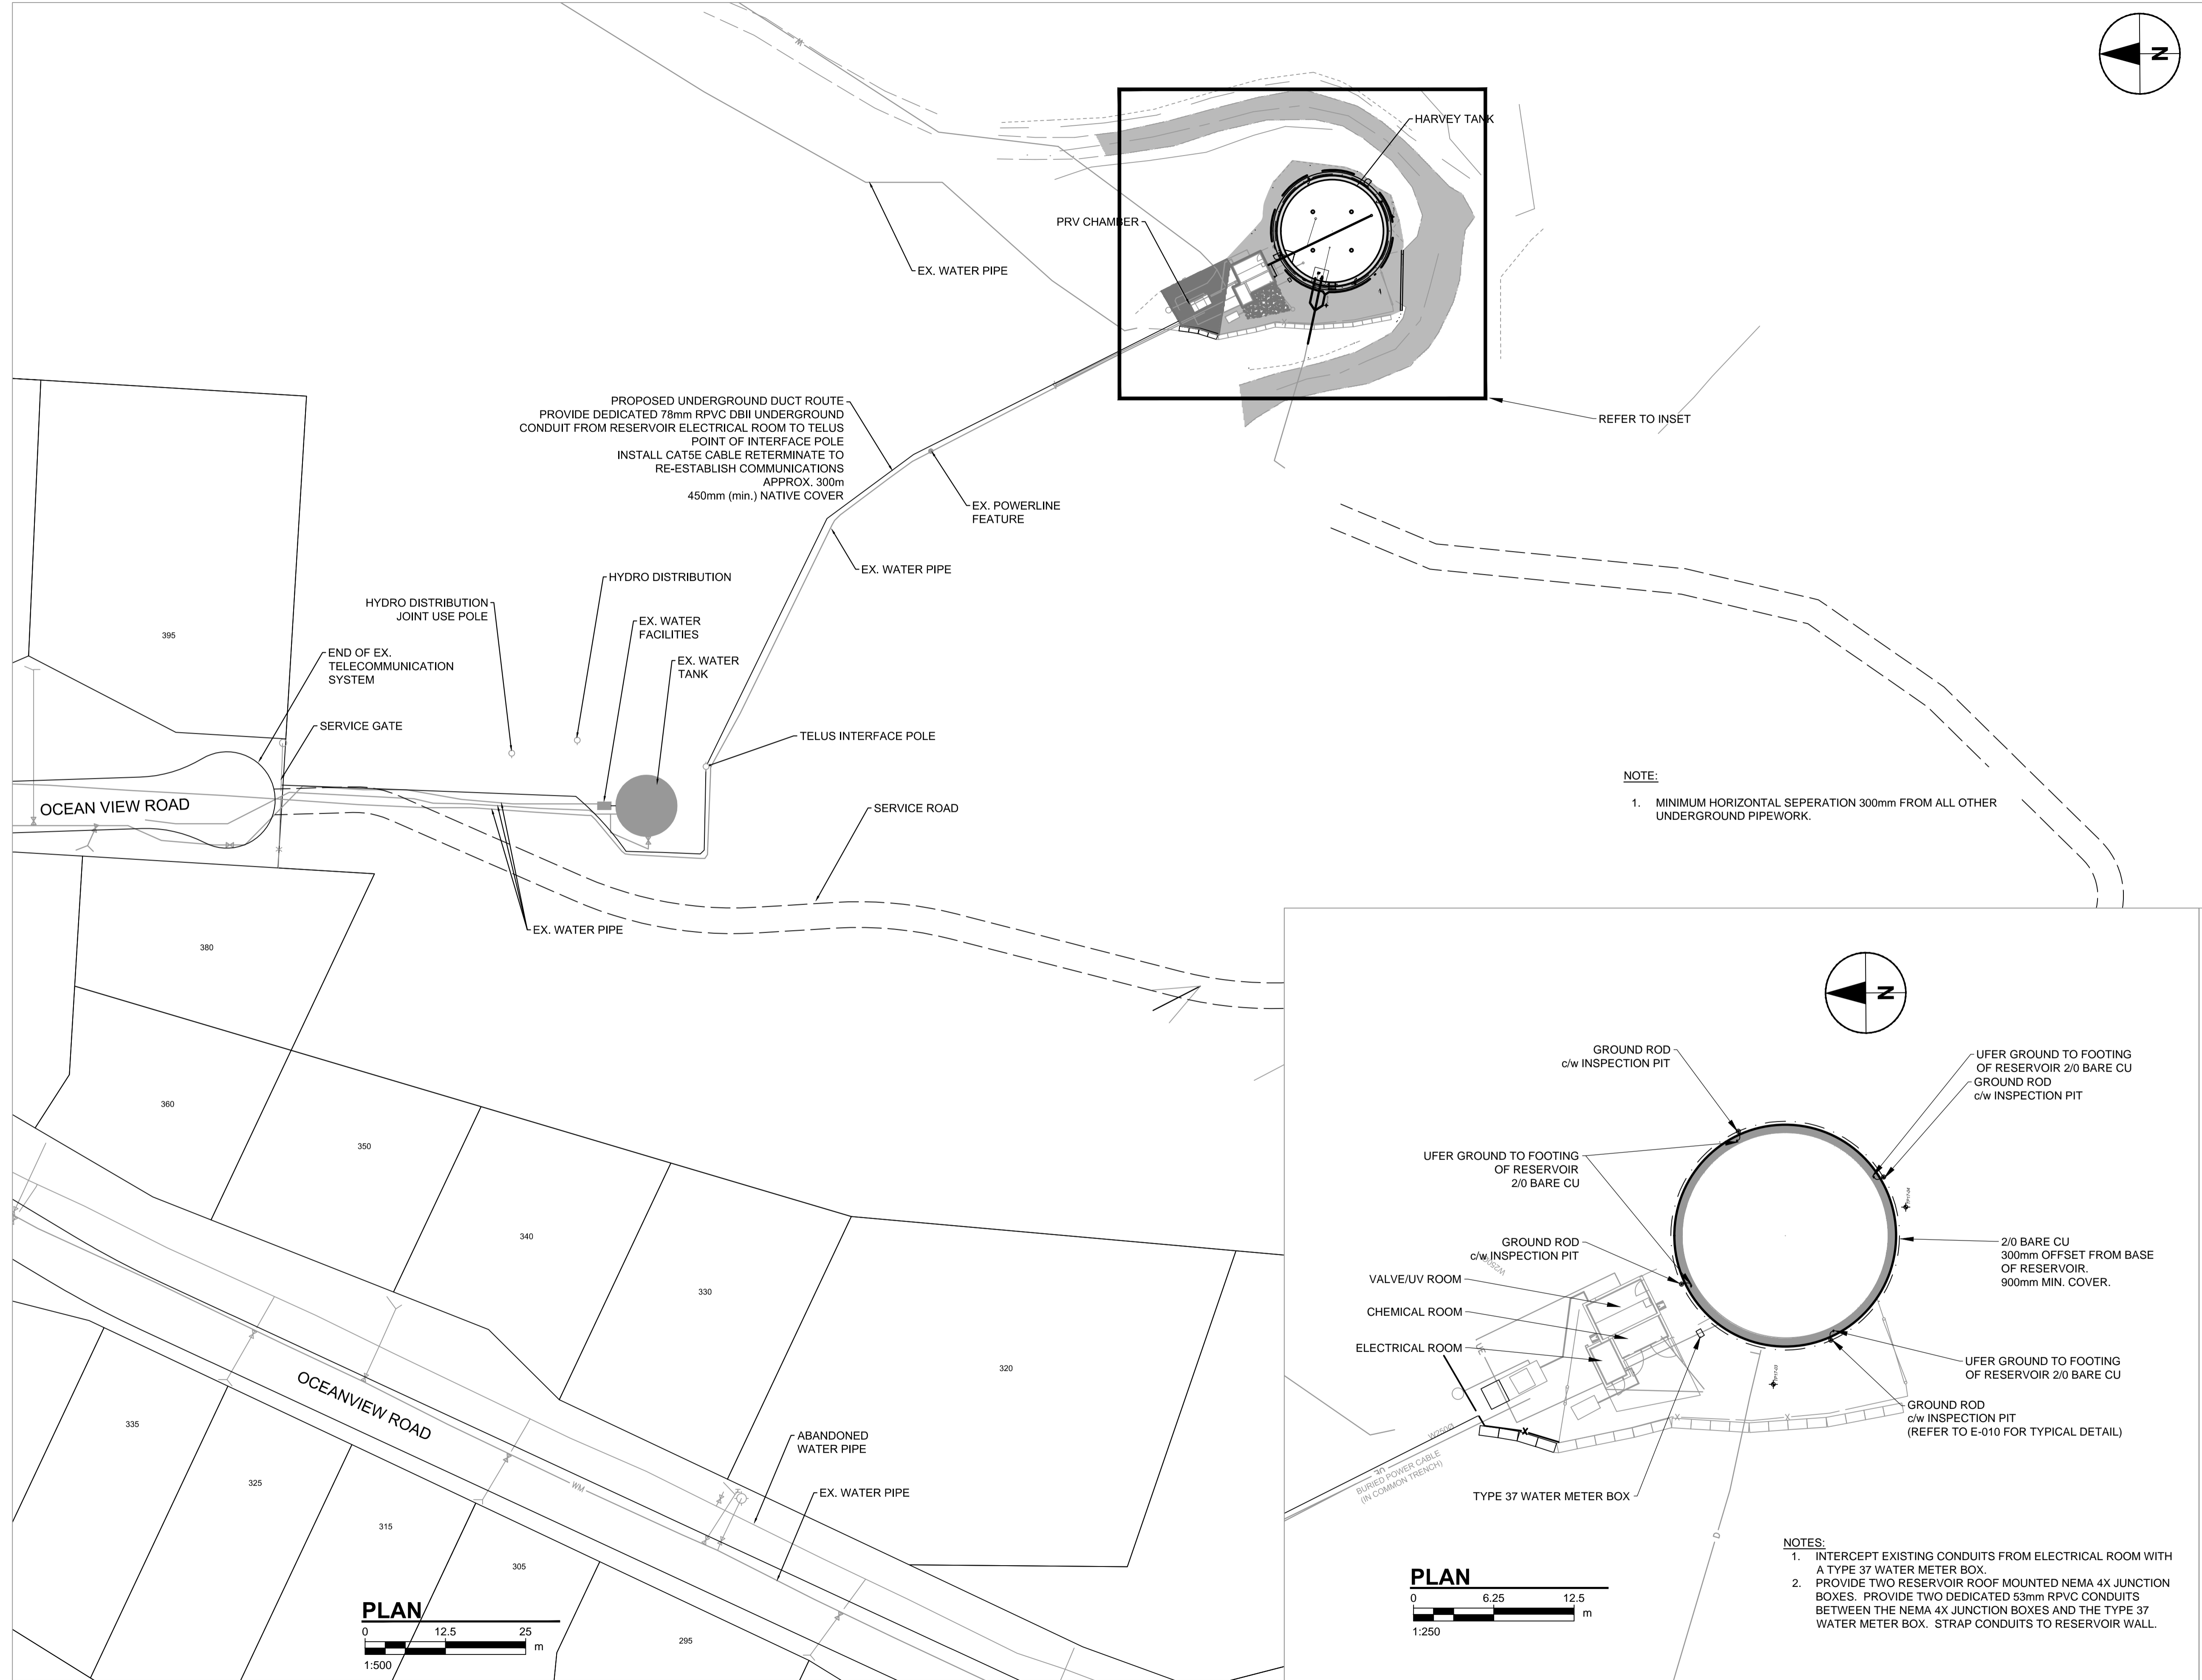 N
HARVEY TANK
PRV CHAMBER
EX. WATER PIPE
REFER TO INSET
PROPOSED UNDERGROUND DUCT ROUTE
PROVIDE DEDICATED 78mm RPVC DBII UNDERGROUND
CONDUIT FROM RESERVOIR ELECTRICAL ROOM TO TELUS
POINT OF INTERFACE POLE
INSTALL CAT5E CABLE RETERMINATE TO
RE-ESTABLISH COMMUNICATIONS
APPROX. 300m
450mm (min.) NATIVE COVER
EX. POWERLINE
FEATURE
EX. WATER PIPE
HYDRO DISTRIBUTION
HYDRO DISTRIBUTION
JOINT USE POLE
EX. WATER
FACILITIES
EX. WATER
TANK
395
END OF EX.
TELECOMMUNICATION
SYSTEM
SERVICE GATE
TELUS INTERFACE POLE
OCEAN VIEW ROAD
SERVICE ROAD
NOTE:
1. MINIMUM HORIZONTAL SEPERATION 300mm FROM ALL OTHER
UNDERGROUND PIPEWORK.
EX. WATER PIPE
380
360
350
340
330
320
335
325
315
305
295
OCEANVIEW ROAD
WM
ABANDONED
WATER PIPE
EX. WATER PIPE
PLAN
0 12.5 25
m
1:500
N
GROUND ROD
c/w INSPECTION PIT
UFER GROUND TO FOOTING
OF RESERVOIR 2/0 BARE CU
GROUND ROD
c/w INSPECTION PIT
UFER GROUND TO FOOTING
OF RESERVOIR
2/0 BARE CU
GROUND ROD
c/w INSPECTION PIT
2/0 BARE CU
300mm OFFSET FROM BASE
OF RESERVOIR.
900mm MIN. COVER.
VALVE/UV ROOM
CHEMICAL ROOM
ELECTRICAL ROOM
UFER GROUND TO FOOTING
OF RESERVOIR 2/0 BARE CU
GROUND ROD
c/w INSPECTION PIT
(REFER TO E-010 FOR TYPICAL DETAIL)
UE
BURIED POWER CABLE
(IN COMMON TRENCH)
TYPE 37 WATER METER BOX
D
NOTES:
1. INTERCEPT EXISTING CONDUITS FROM ELECTRICAL ROOM WITH
A TYPE 37 WATER METER BOX.
2. PROVIDE TWO RESERVOIR ROOF MOUNTED NEMA 4X JUNCTION
BOXES. PROVIDE TWO DEDICATED 53mm RPVC CONDUITS
BETWEEN THE NEMA 4X JUNCTION BOXES AND THE TYPE 37
WATER METER BOX. STRAP CONDUITS TO RESERVOIR WALL.
PLAN
0 6.25 12.5
m
1:250